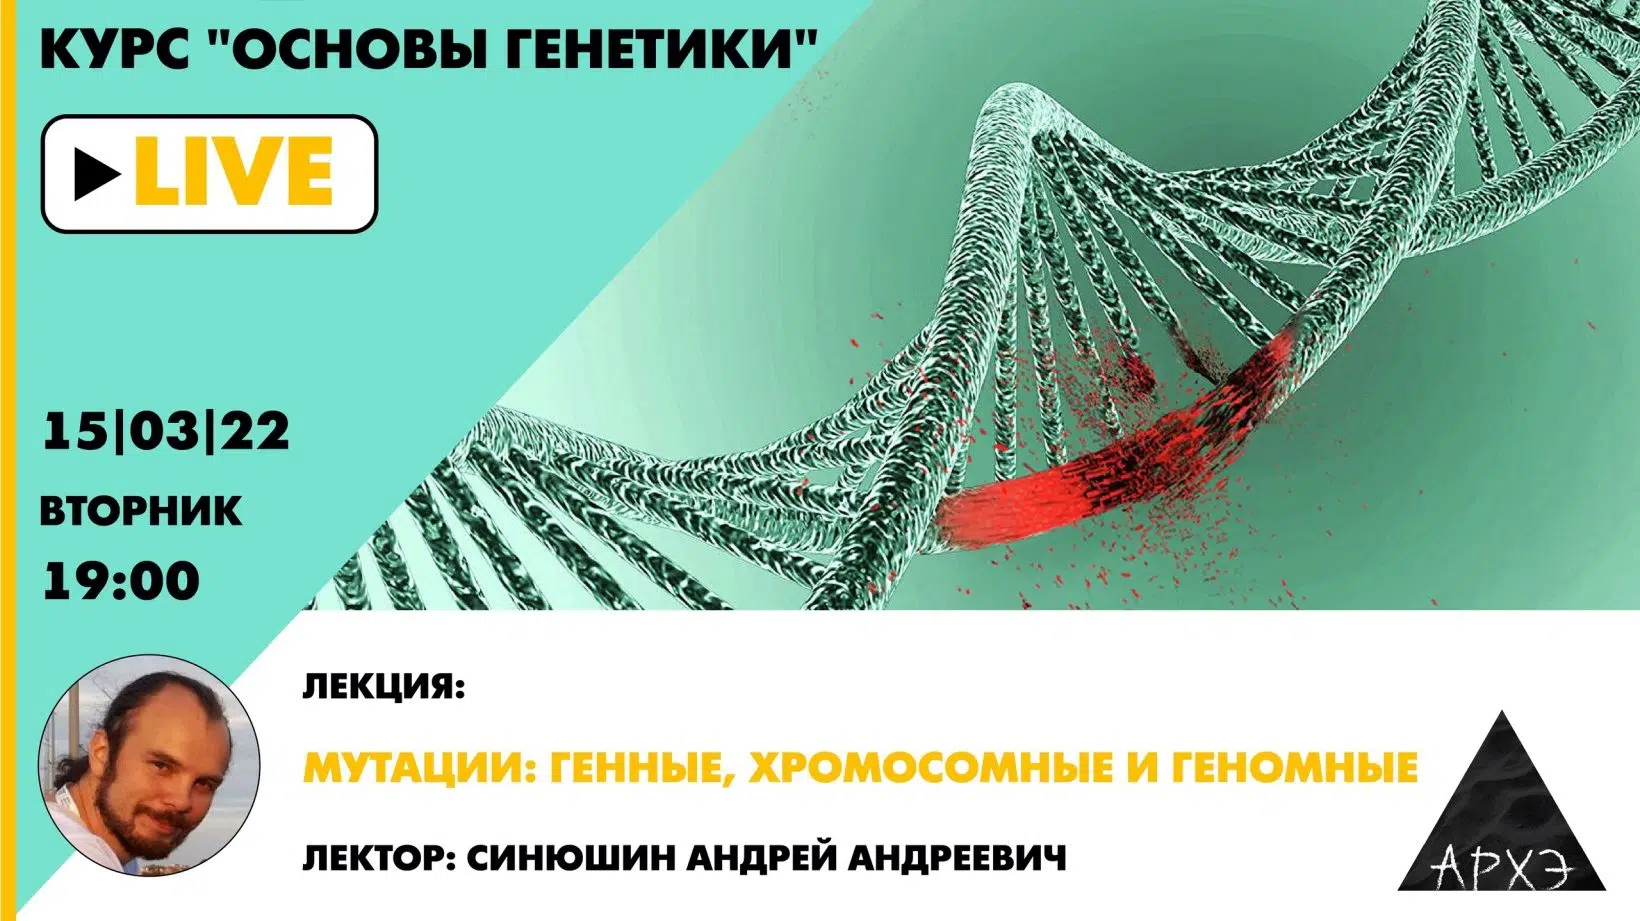 КУРС "ОСНОВЫ ГЕНЕТИКИ"
LIVE
15|03|22
ВТОРНИК
19:00
ЛЕКЦИЯ:
МУТАЦИИ: ГЕННЫЕ, ХРОМОСОМНЫЕ И ГЕНОМНЫЕ
ЛЕКТОР: СИНЮШИН АНДРЕЙ АНДРЕЕВИЧ
АРХЭ